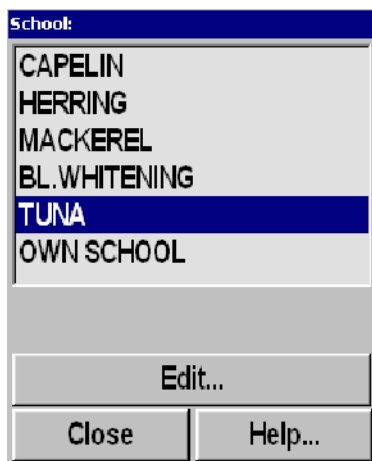 School:
CAPELIN
HERRING
MACKEREL
BL.WHITENING
TUNA
OWN SCHOOL
Edit...
Close Help...